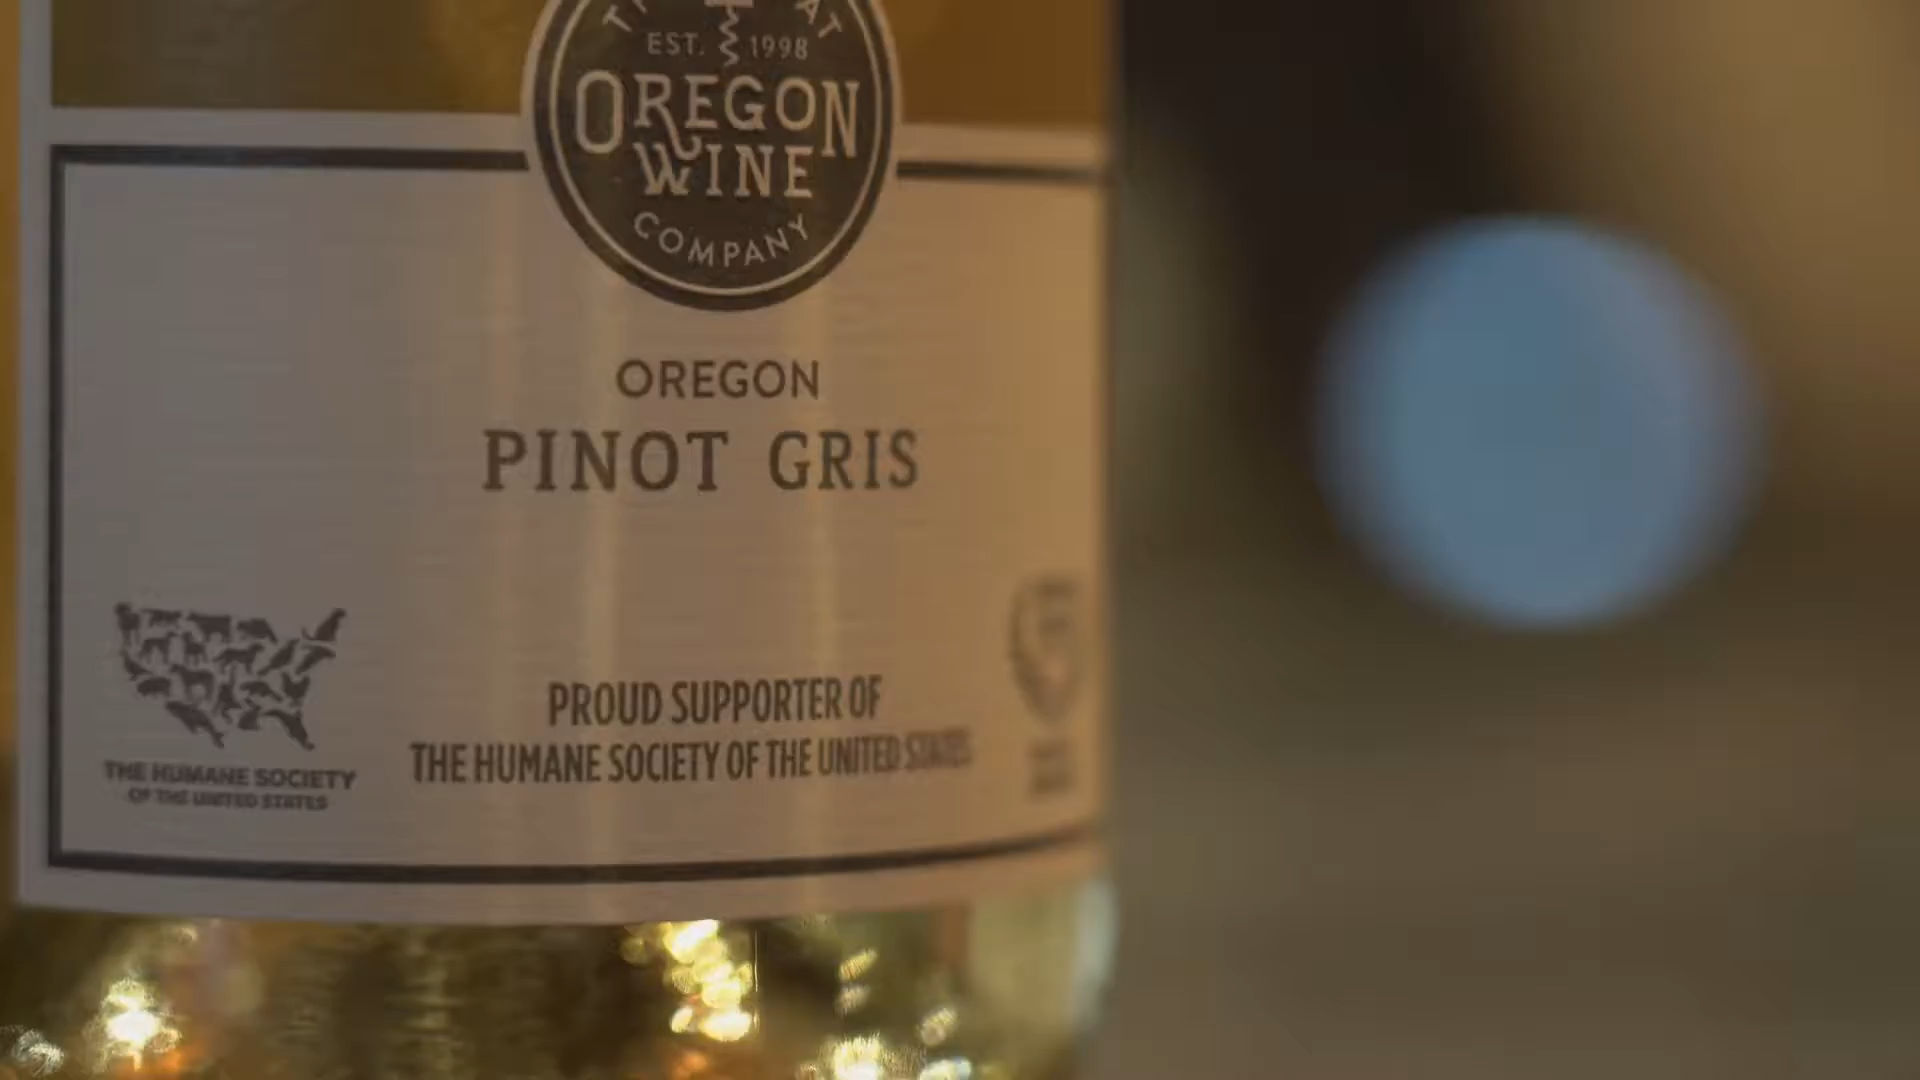 EST. 1998
OREGON
WINE
COMPANY
OREGON
PINOT GRIS
PROUD SUPPORTER OF
THE HUMANE SOCIETY OF THE UNITED STATES
THE HUMANE SOCIETY
OF THE UNITED STATES